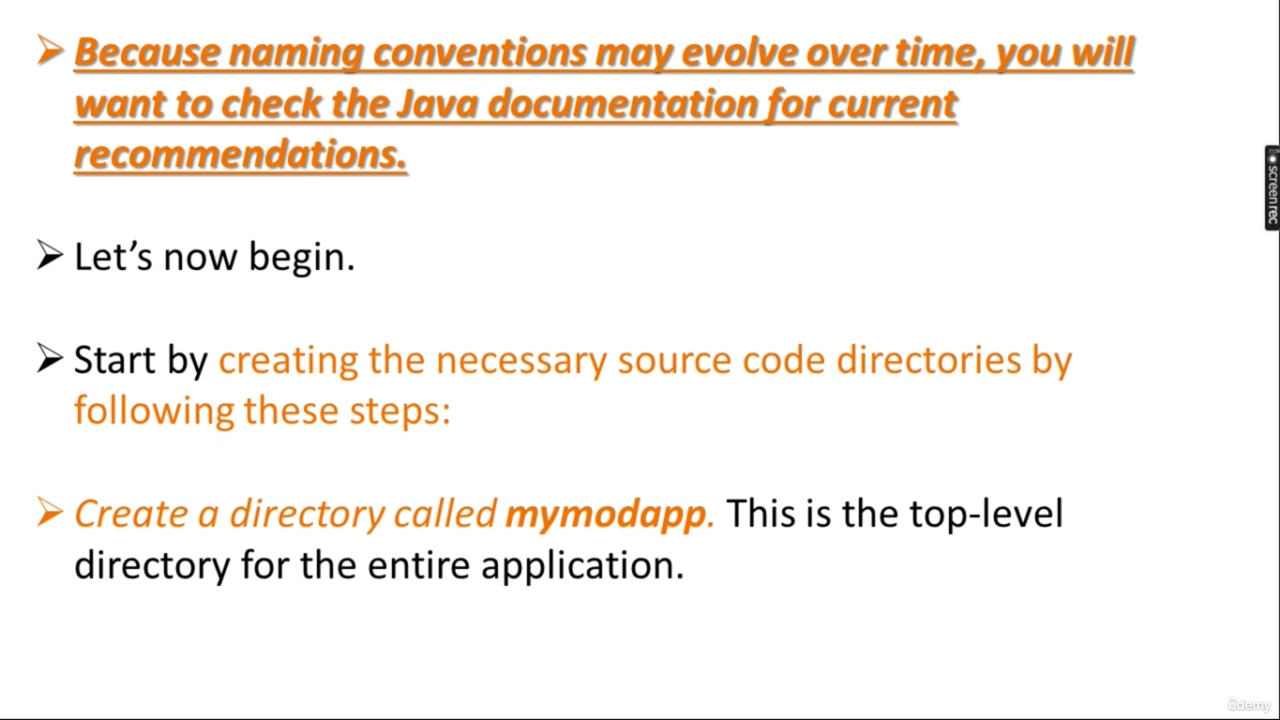 Because naming conventions may evolve over time, you will
want to check the Java documentation for current
recommendations.
Let’s now begin.
Start by creating the necessary source code directories by
following these steps:
Create a directory called mymodapp. This is the top-level
directory for the entire application.
screenrec
ûdemy